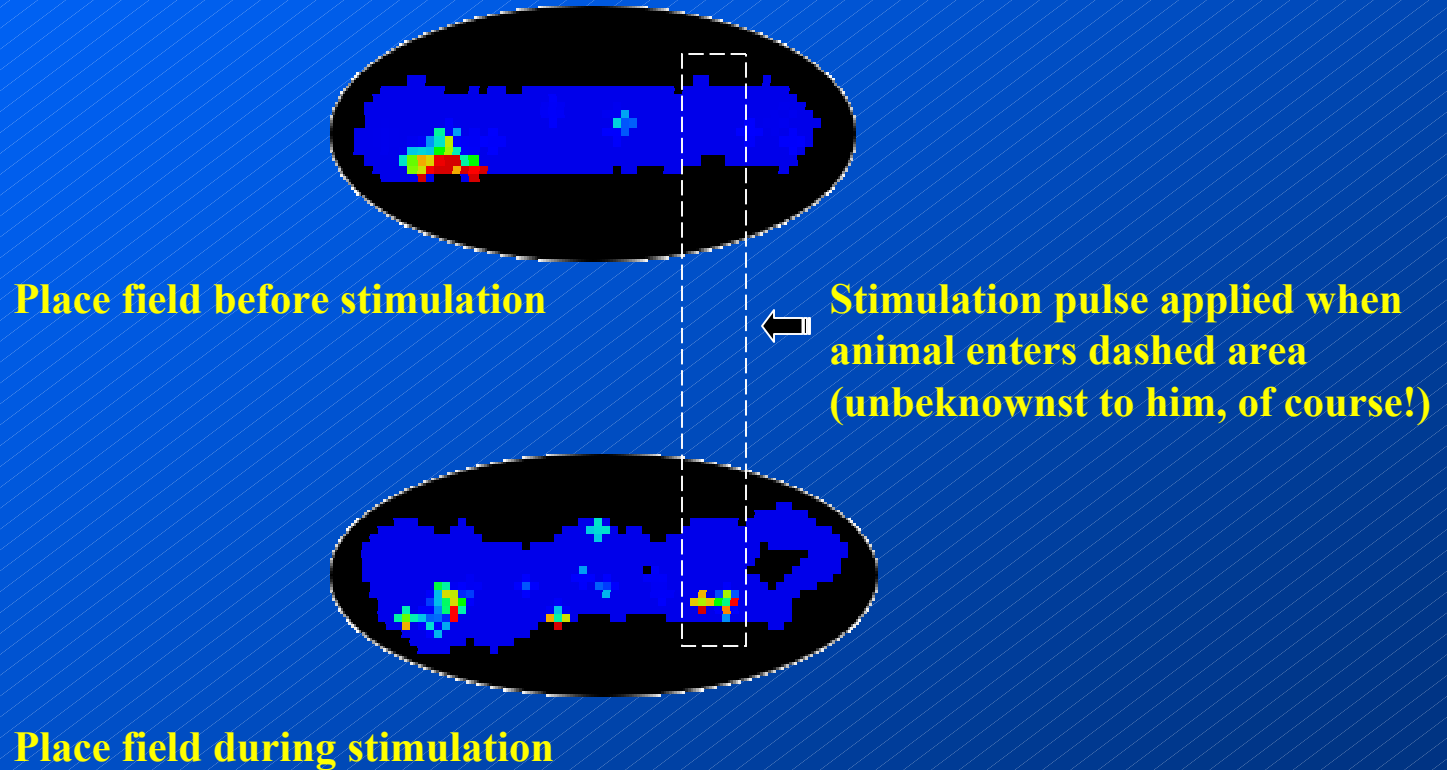 Place field before stimulation
Stimulation pulse applied when
animal enters dashed area
(unbeknownst to him, of course!)
Place field during stimulation